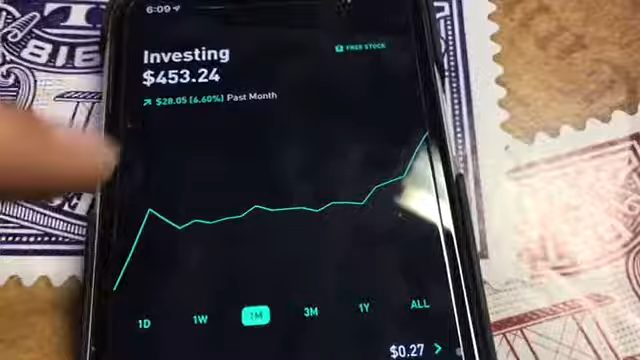 6:09
Investing
FREE STOCK
$453.24
$28.05 (6.60%) Past Month
1D 1W 1M 3M 1Y ALL
$0.27